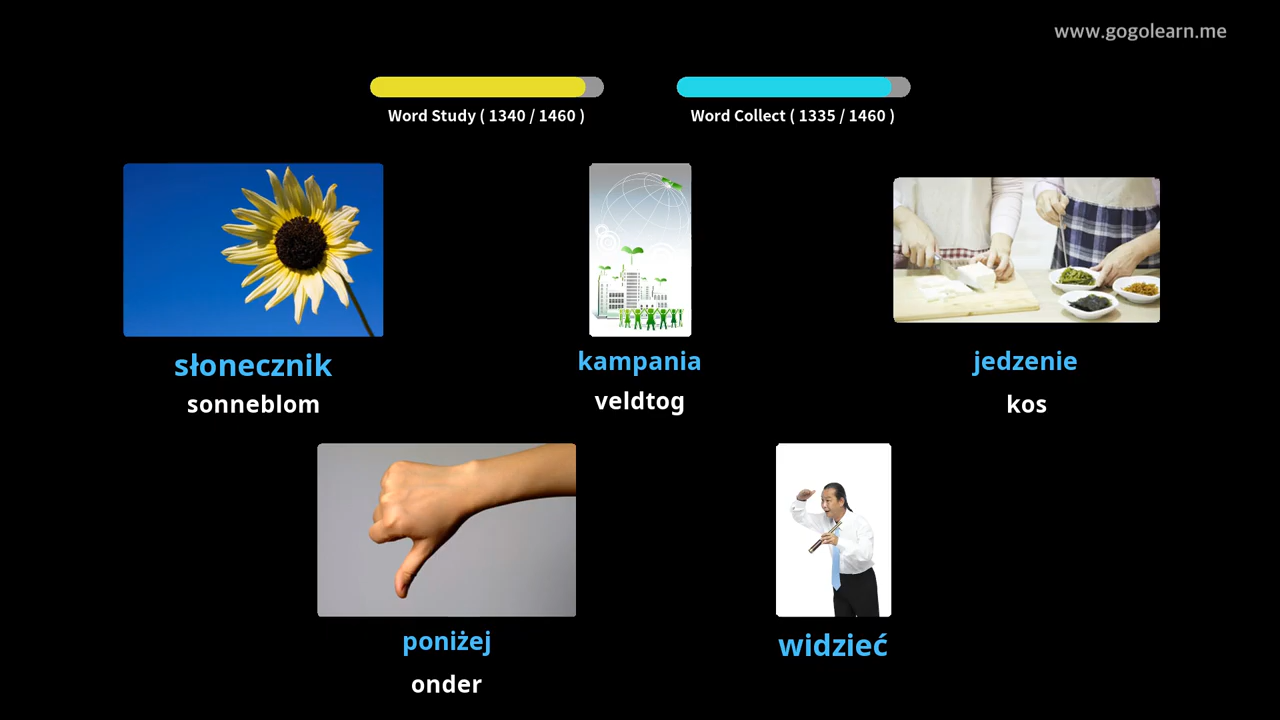 www.gogolearn.me
Word Study ( 1340 / 1460 )
Word Collect ( 1335 / 1460 )
słonecznik
sonneblom
kampania
veldtog
jedzenie
kos
poniżej
onder
widzieć